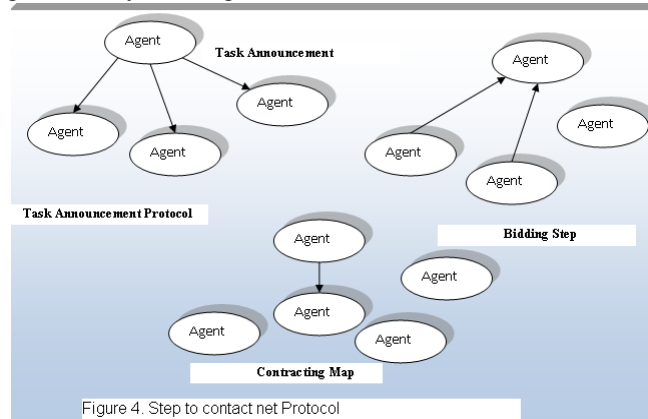 Agent
Task Announcement
Agent
Agent
Agent
Task Announcement Protocol
Agent
Agent
Agent
Agent
Bidding Step
Agent
Agent
Agent
Agent
Agent
Contracting Map
Figure 4. Step to contact net Protocol